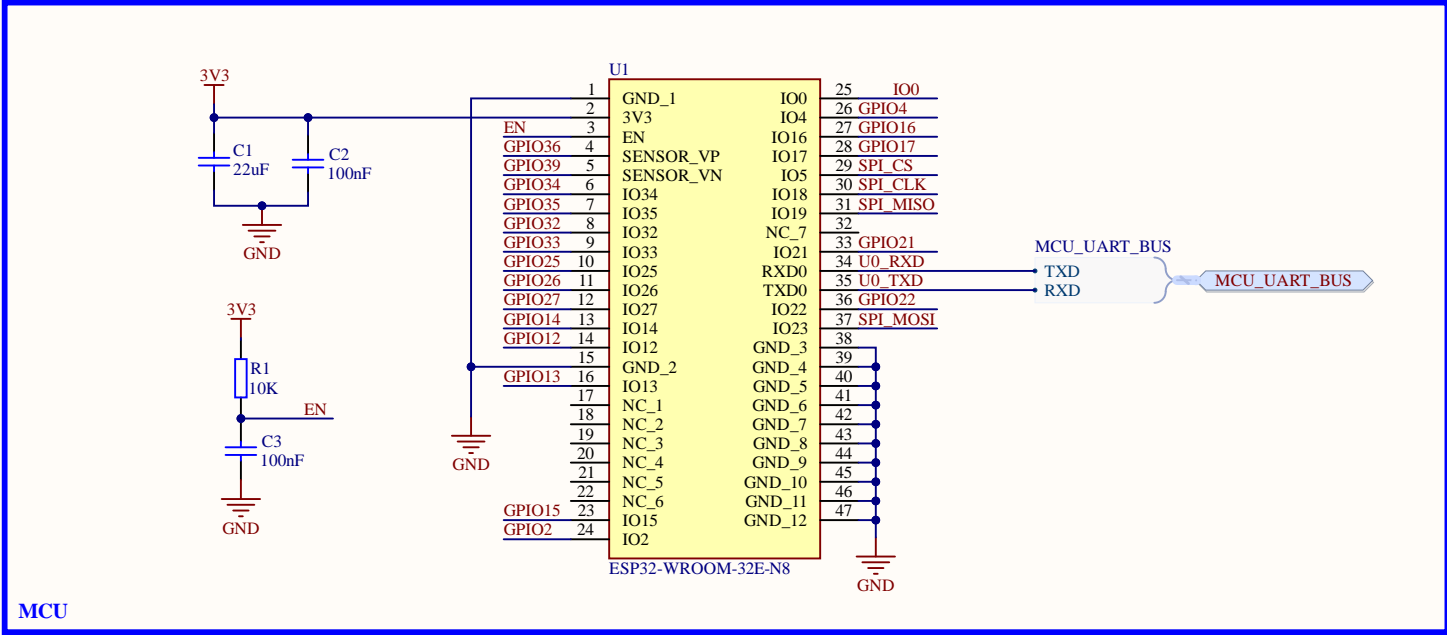 U1
3V3
C1
22uF
C2
100nF
3V3
R1
10K
EN
C3
100nF
GND
GND
GND
1 GND_1
2 3V3
EN 3 EN
GPIO36 4 SENSOR_VP
GPIO39 5 SENSOR_VN
GPIO34 6 IO34
GPIO35 7 IO35
GPIO32 8 IO32
GPIO33 9 IO33
GPIO25 10 IO25
GPIO26 11 IO26
GPIO27 12 IO27
GPIO14 13 IO14
GPIO12 14 IO12
15 GND_2
GPIO13 16 IO13
17 NC_1
18 NC_2
19 NC_3
20 NC_4
21 NC_5
22 NC_6
GPIO15 23 IO15
GPIO2 24 IO2
IO0 25 IO0
IO4 26 GPIO4
IO16 27 GPIO16
IO17 28 GPIO17
IO5 29 SPI_CS
IO18 30 SPI_CLK
IO19 31 SPI_MISO
NC_7 32
IO21 33 GPIO21
RXD0 34 U0_RXD
TXD0 35 U0_TXD
IO22 36 GPIO22
IO23 37 SPI_MOSI
GND_3 38
GND_4 39
GND_5 40
GND_6 41
GND_7 42
GND_8 43
GND_9 44
GND_10 45
GND_11 46
GND_12 47
ESP32-WROOM-32E-N8
GND
MCU_UART_BUS
TXD
RXD
MCU_UART_BUS
MCU